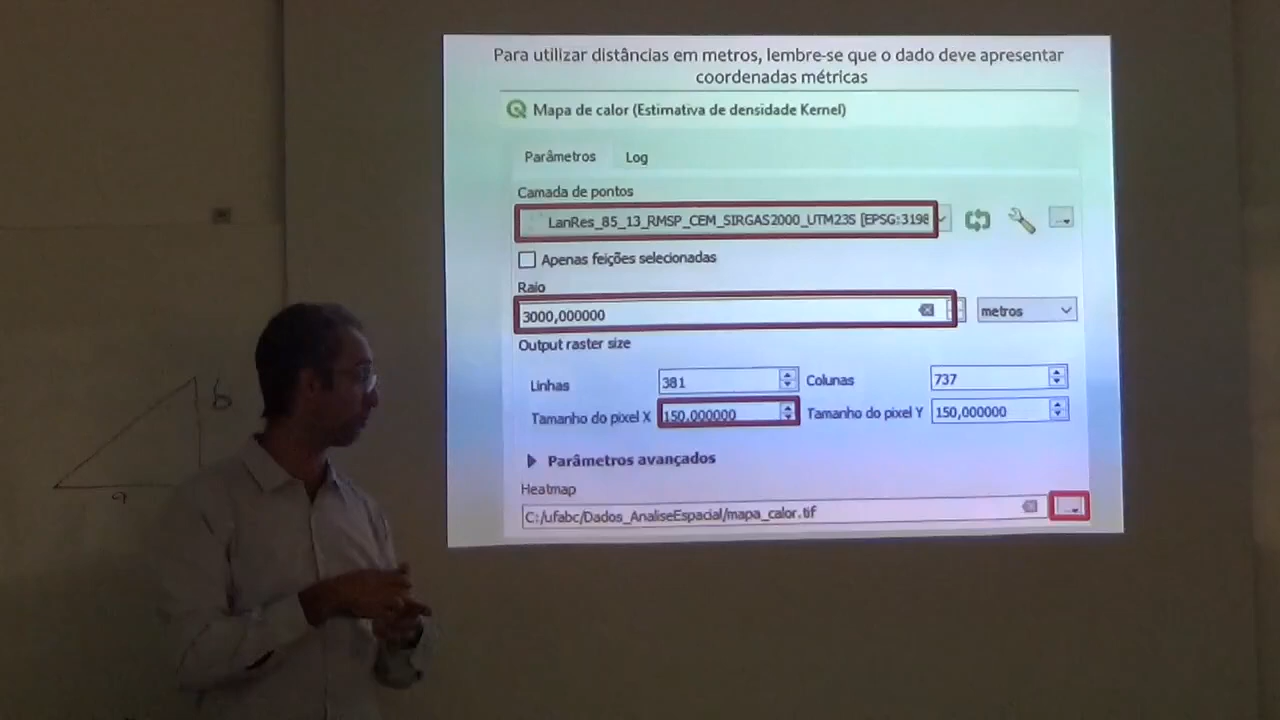 Para utilizar distâncias em metros, lembre-se que o dado deve apresentar
coordenadas métricas
Mapa de calor (Estimativa de densidade Kernel)
Parâmetros Log
Camada de pontos
LanRes_85_13_RMSP_CEM_SIRGAS2000_UTM23S [EPSG:3198
Apenas feições selecionadas
Raio
3000,000000 metros
Output raster size
Linhas 381 Colunas 737
Tamanho do pixel X 150,000000 Tamanho do pixel Y 150,000000
Parâmetros avançados
Heatmap
C:/ufabc/Dados_AnaliseEspacial/mapa_calor.tif
...
b
a